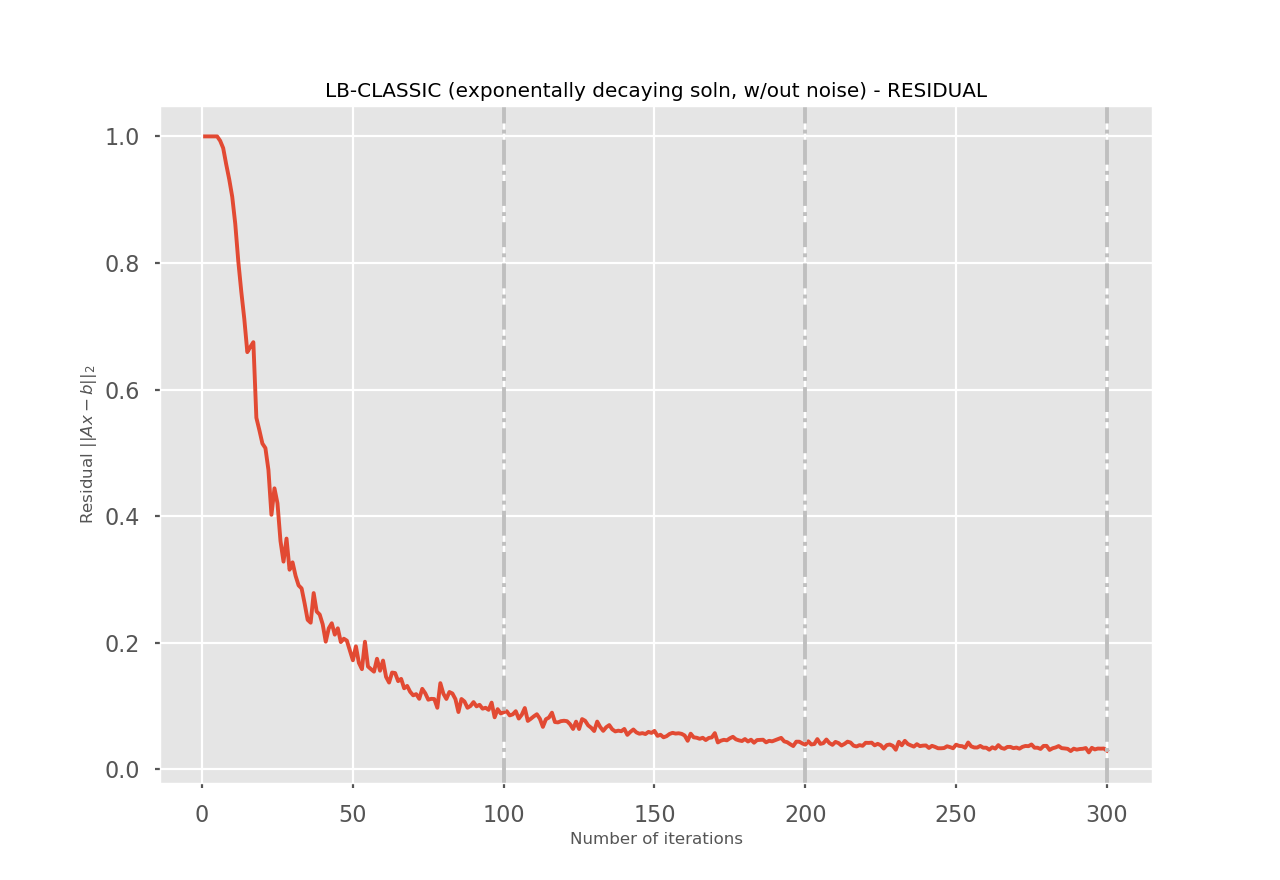 LB-CLASSIC (exponentially decaying soln, w/out noise) - RESIDUAL
Residual ||Ax − b||₂
1.0
0.8
0.6
0.4
0.2
0.0
0 50 100 150 200 250 300
Number of iterations